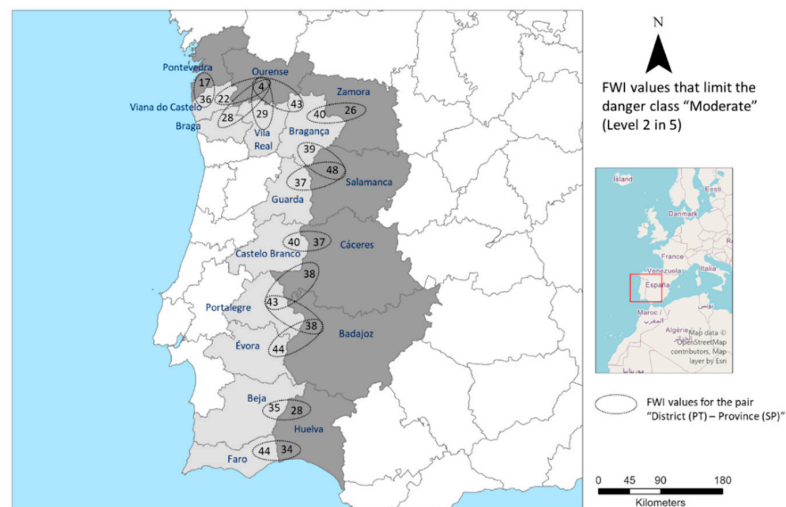 Pontevedra
Ourense
Zamora
17
4
36
22
43
40
26
Viana do Castelo
28
29
Braga
Vila
Real
Bragança
39
48
37
Salamanca
Guarda
40
37
Cáceres
Castelo Branco
38
43
Portalegre
38
Badajoz
Évora
44
Beja
35
28
Huelva
44
34
Faro
N
FWI values that limit the
danger class “Moderate”
(Level 2 in 5)
Ísland
Danmark
France
Venezuela
Italia
España
Maroc /
المغرب
Algérie
Map data ©
OpenStreetMap
contributors, Map
layer by Esri
FWI values for the pair
“District (PT) – Province (SP)”
0 45 90 180
Kilometers